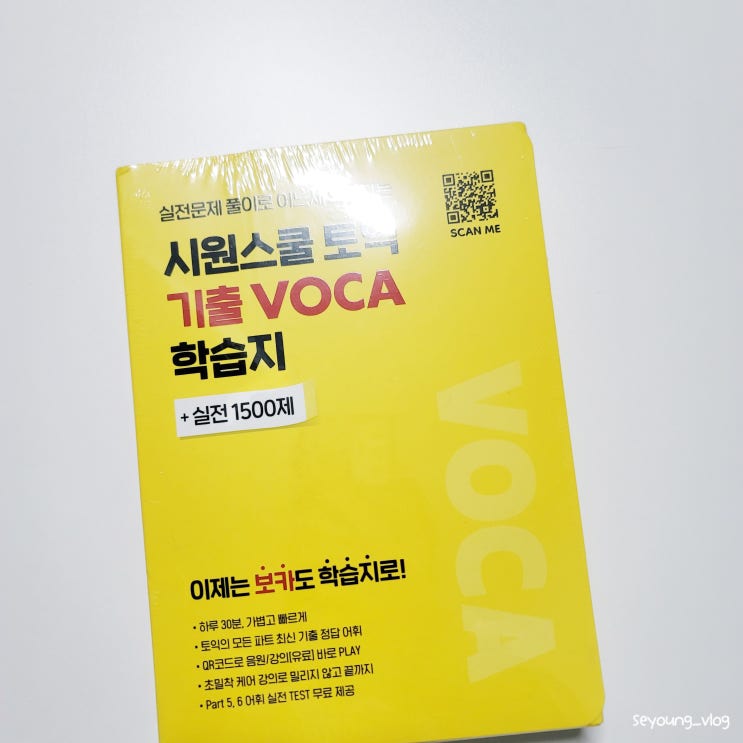 실전문제 풀이로
SCAN ME
시원스쿨 토익
기출 VOCA
학습지
+ 실전 1500제
VOCA
이제는 보카도 학습지로!
• 하루 30분, 가볍고 빠르게
• 토익의 모든 파트 최신 기출 정답 어휘
• QR코드로 음원/강의(유료) 바로 PLAY
• 초밀착 케어 강의로 밀리지 않고 끝까지
• Part 5, 6 어휘 실전 TEST 무료 제공
seyoung_vlog